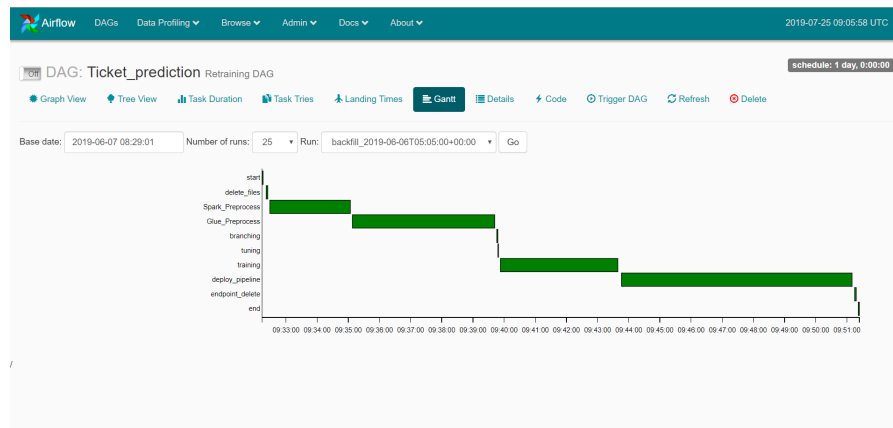 Airflow DAGs Data Profiling Browse Admin Docs About 2019-07-25 09:05:58 UTC
Off DAG: Ticket_prediction Retraining DAG schedule: 1 day, 0:00:00
Graph View Tree View Task Duration Task Tries Landing Times Gantt Details Code Trigger DAG Refresh Delete
Base date: 2019-06-07 08:29:01 Number of runs: 25 Run: backfill_2019-06-06T05:05:00+00:00 Go
start
delete_files
Spark_Preprocess
Glue_Preprocess
branching
tuning
training
deploy_pipeline
endpoint_delete
end
09:33:00 09:34:00 09:35:00 09:36:00 09:37:00 09:38:00 09:39:00 09:40:00 09:41:00 09:42:00 09:43:00 09:44:00 09:45:00 09:46:00 09:47:00 09:48:00 09:49:00 09:50:00 09:51:00
/